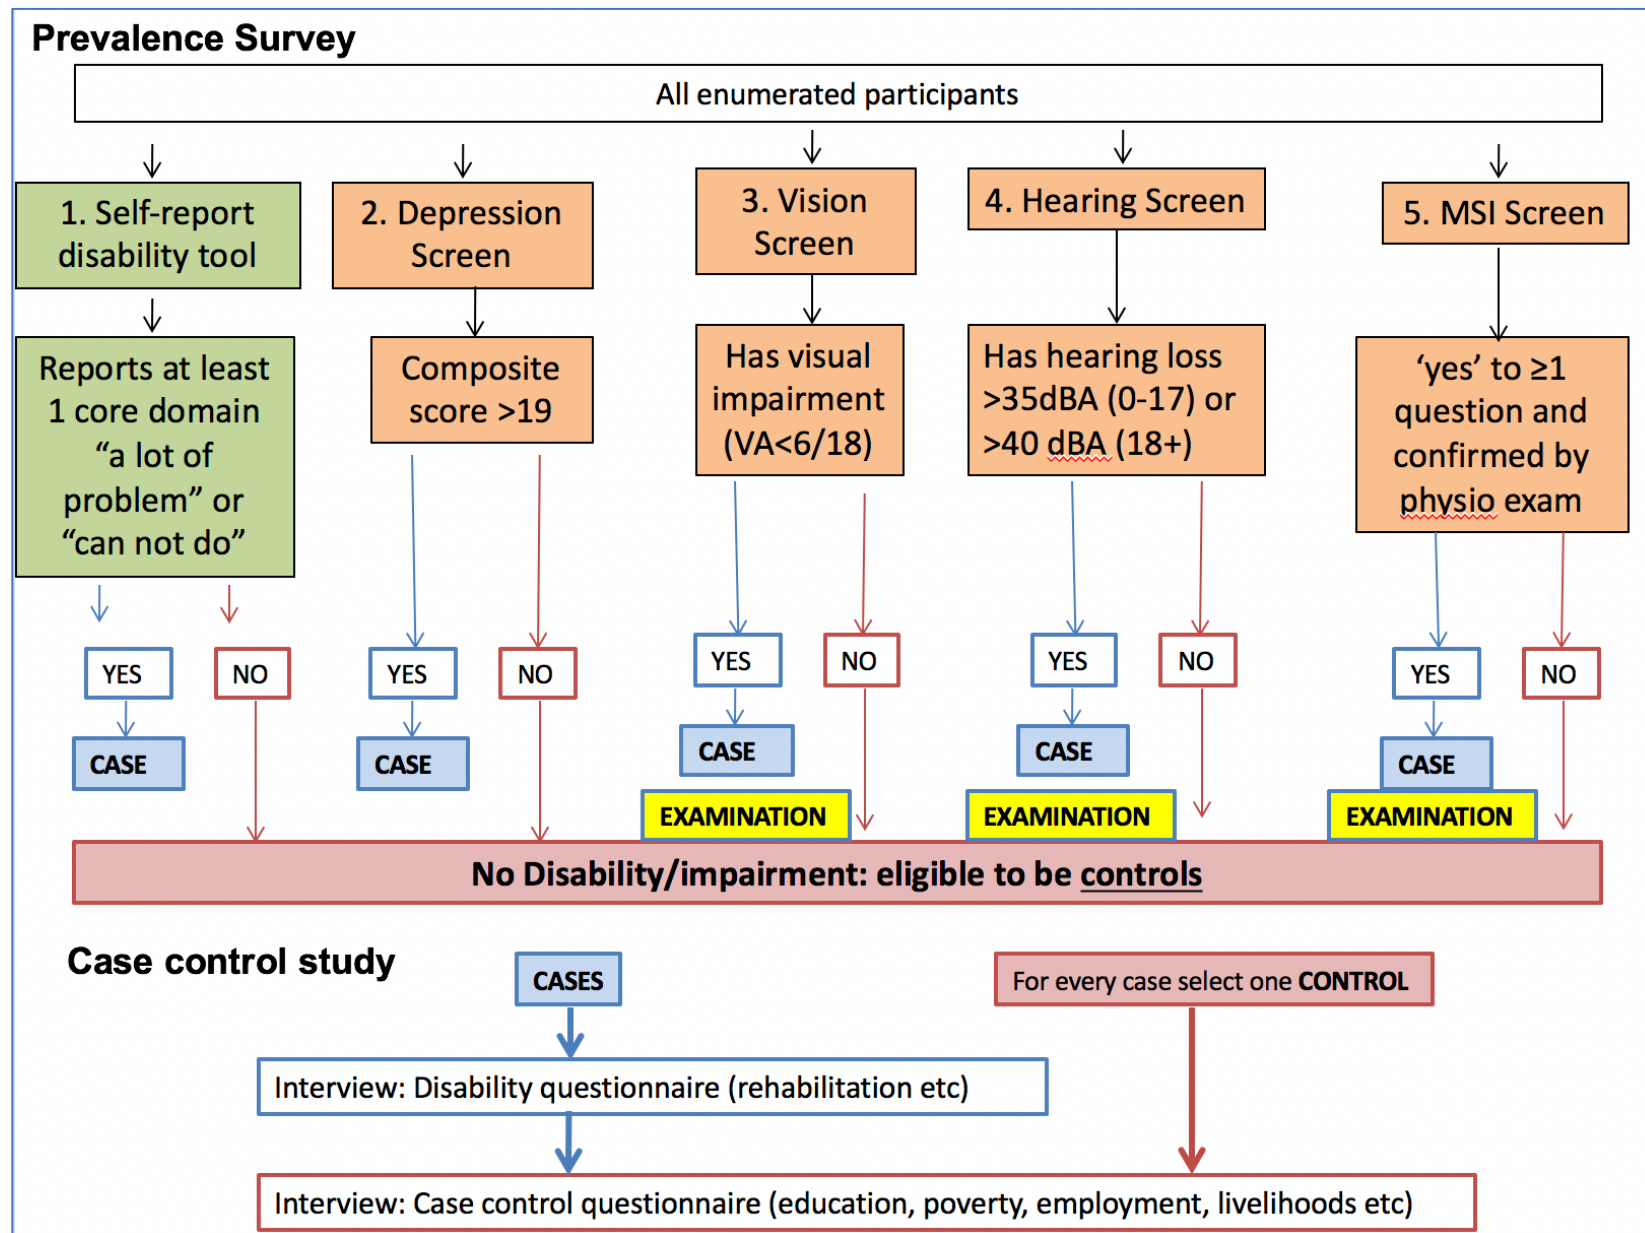 Prevalence Survey
All enumerated participants
1. Self-report
disability tool
2. Depression
Screen
3. Vision
Screen
4. Hearing Screen
5. MSI Screen
Reports at least
1 core domain
“a lot of
problem” or
“can not do”
Composite
score >19
Has visual
impairment
(VA<6/18)
Has hearing loss
>35dBA (0-17) or
>40 dBA (18+)
‘yes’ to ≥1
question and
confirmed by
physio exam
YES
NO
YES
NO
YES
NO
YES
NO
YES
NO
CASE
CASE
CASE
CASE
CASE
EXAMINATION
EXAMINATION
EXAMINATION
No Disability/impairment: eligible to be controls
Case control study
CASES
For every case select one CONTROL
Interview: Disability questionnaire (rehabilitation etc)
Interview: Case control questionnaire (education, poverty, employment, livelihoods etc)